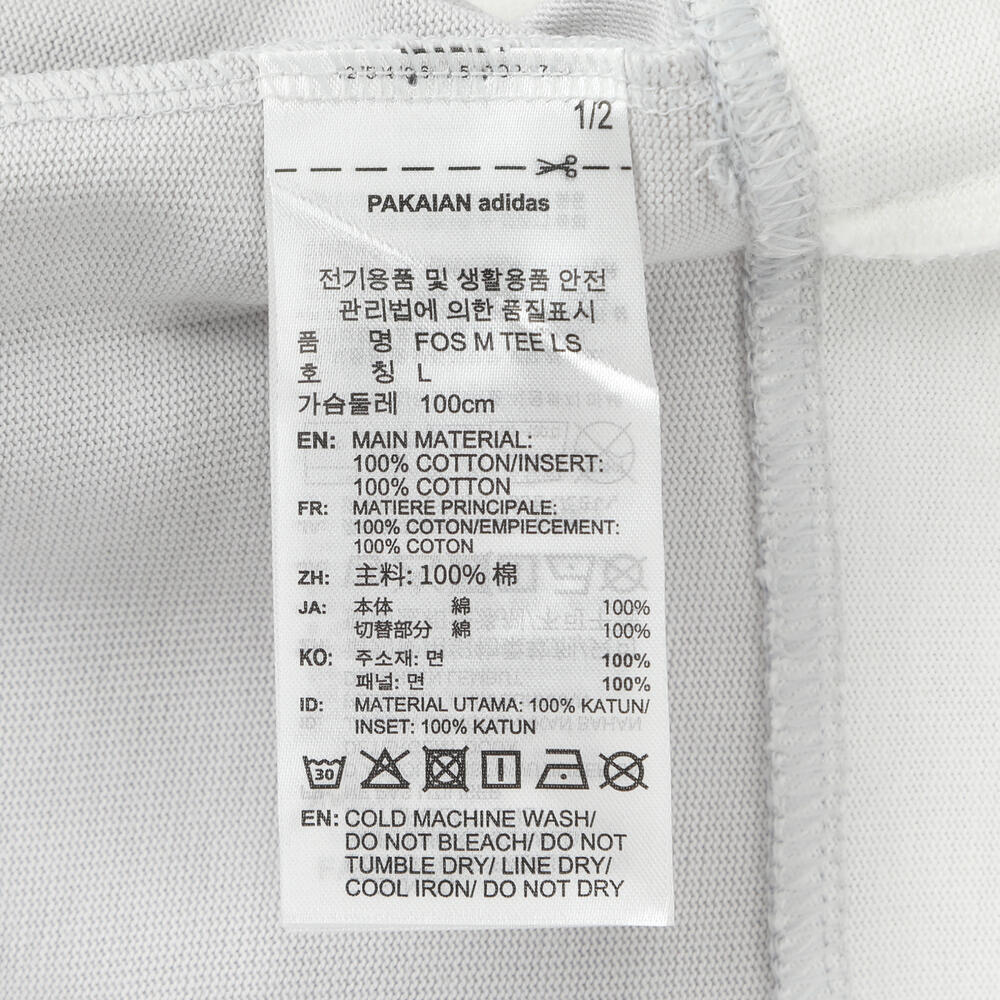 1/2
PAKAIAN adidas
전기용품 및 생활용품 안전
관리법에 의한 품질표시
품 명 FOS M TEE LS
호 칭 L
가슴둘레 100cm
EN: MAIN MATERIAL:
100% COTTON/INSERT:
100% COTTON
FR: MATIERE PRINCIPALE:
100% COTON/EMPIECEMENT:
100% COTON
ZH: 主料: 100% 棉
JA: 本体 綿 100%
切替部分 綿 100%
KO: 주소재: 면 100%
패널: 면 100%
ID: MATERIAL UTAMA: 100% KATUN/
INSET: 100% KATUN
30
EN: COLD MACHINE WASH/
DO NOT BLEACH/ DO NOT
TUMBLE DRY/ LINE DRY/
COOL IRON/ DO NOT DRY